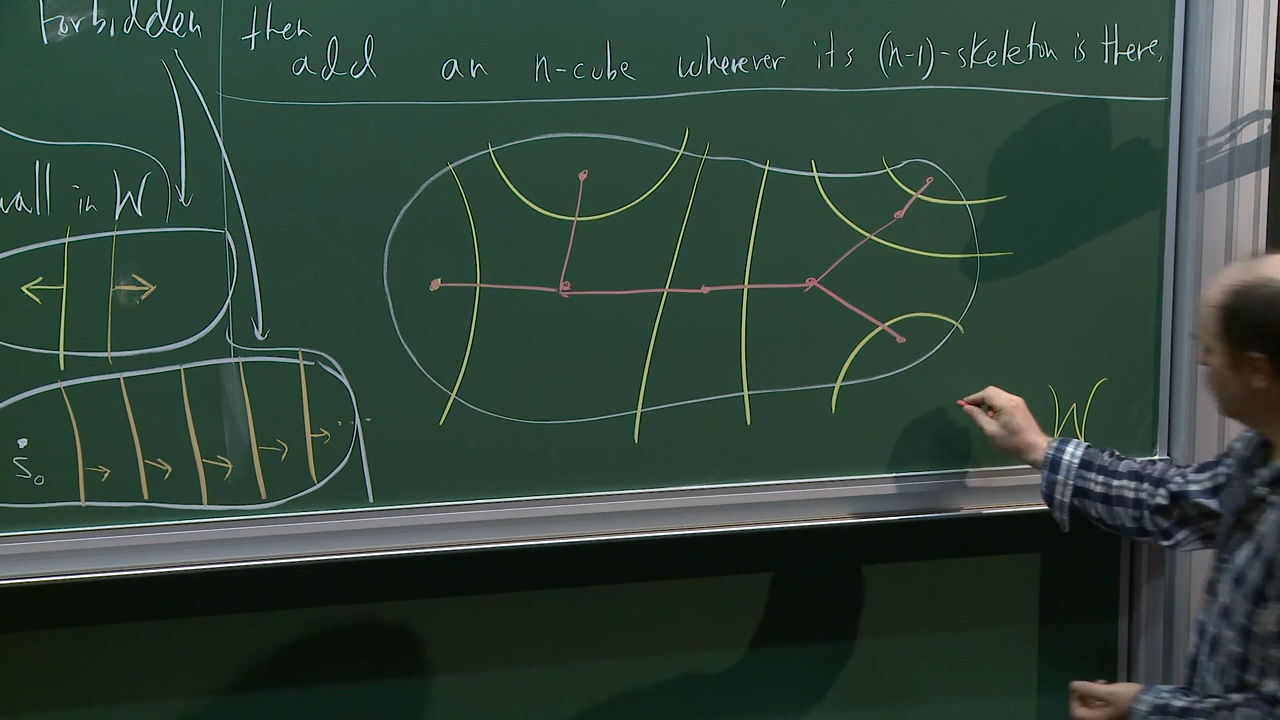 forbidden
then
add an n-cube wherever its (n-1)-skeleton is there.
wall in W
S₀
W